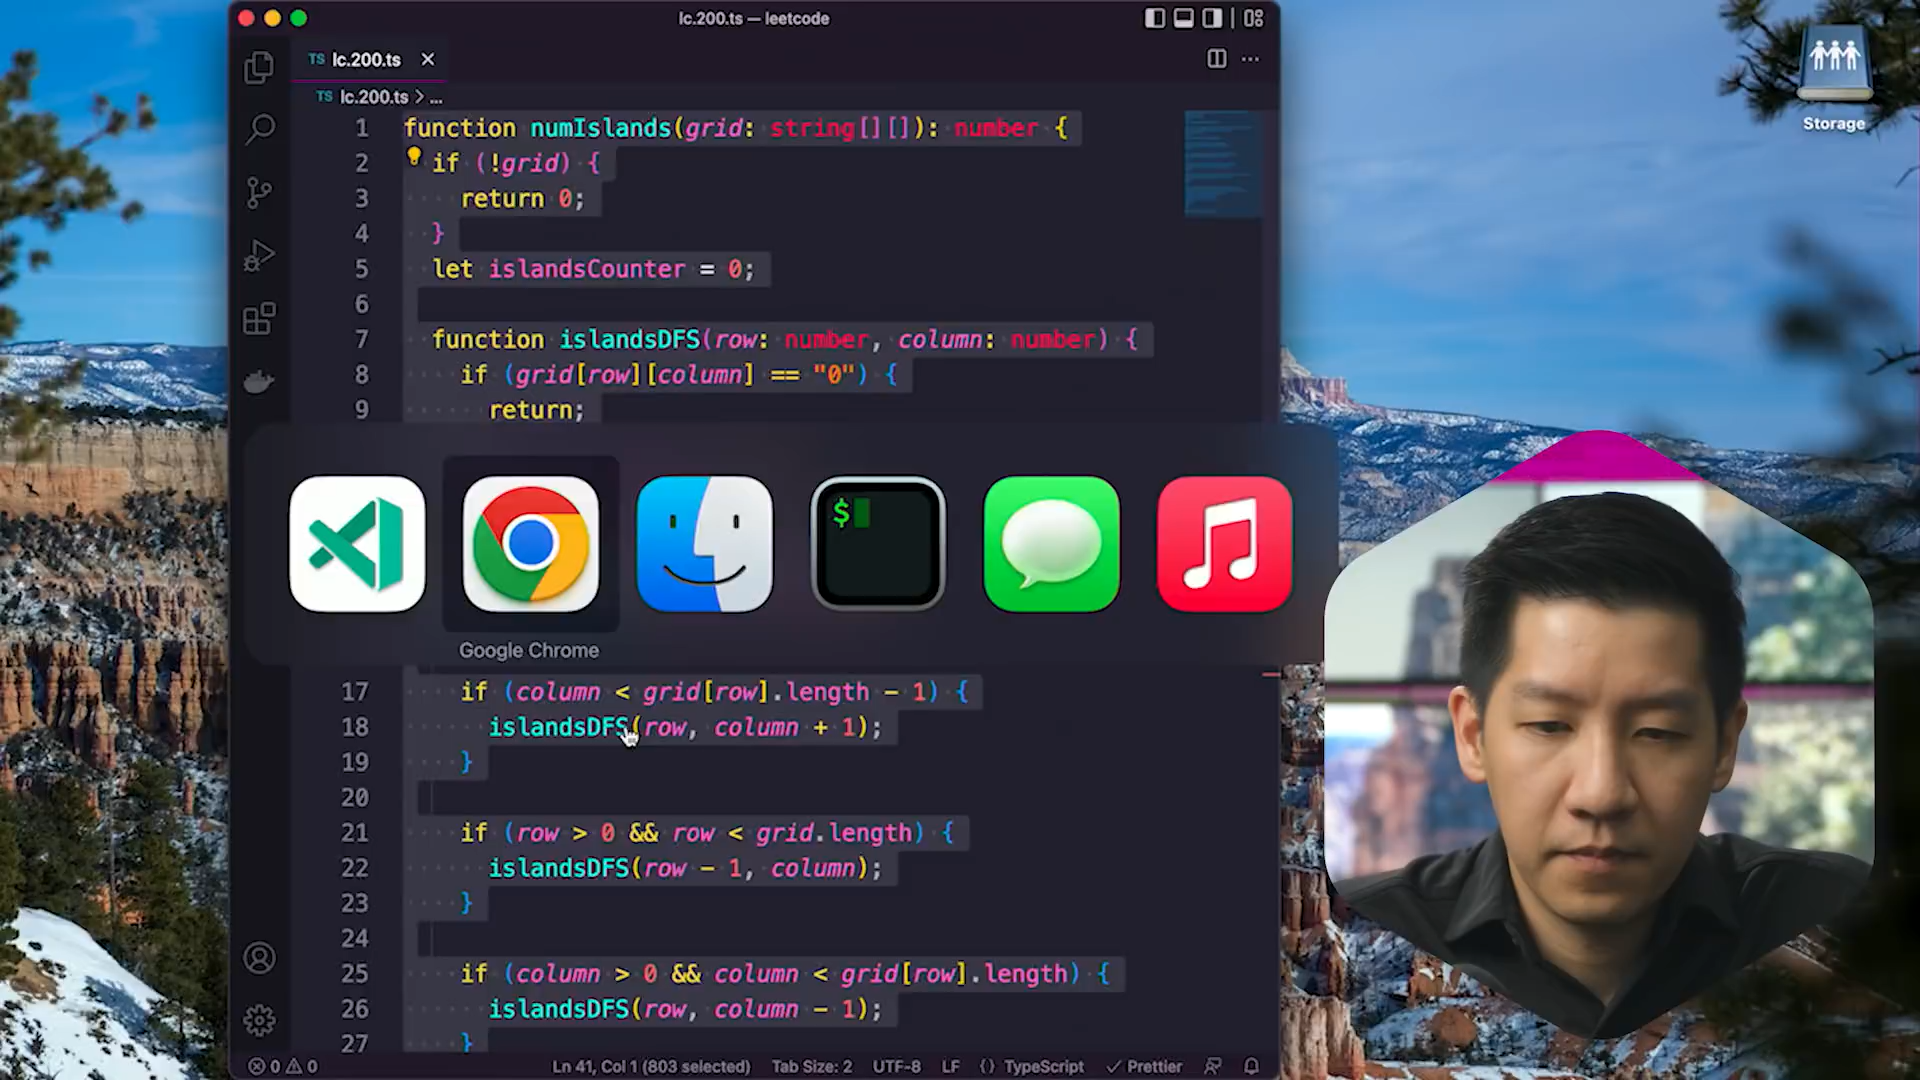 lc.200.ts — leetcode
TS lc.200.ts
TS lc.200.ts > ...
1 function numIslands(grid: string[][]): number {
2 if (!grid) {
3 return 0;
4 }
5 let islandsCounter = 0;
6
7 function islandsDFS(row: number, column: number) {
8 if (grid[row][column] == "0") {
9 return;
$
Google Chrome
17 if (column < grid[row].length - 1) {
18 islandsDFS(row, column + 1);
19 }
20
21 if (row > 0 && row < grid.length) {
22 islandsDFS(row - 1, column);
23 }
24
25 if (column > 0 && column < grid[row].length) {
26 islandsDFS(row, column - 1);
27 }
0 0 Ln 41, Col 1 (803 selected) Tab Size: 2 UTF-8 LF {} TypeScript Prettier
Storage